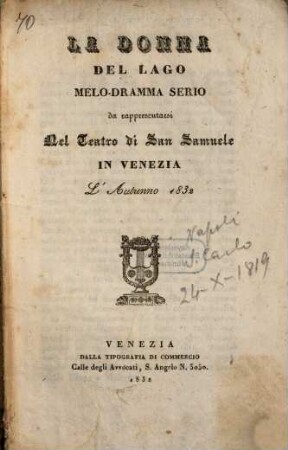 70
LA DONNA
DEL LAGO
MELO-DRAMMA SERIO
da rappresentarsi
Nel Teatro di San Samuele
IN VENEZIA
L'Autunno 1832
Napoli
S. Carlo
24-X-1819
VENEZIA
DALLA TIPOGRAFIA DI COMMERCIO
Calle degli Avvocati, S. Angelo N. 5050.
1832